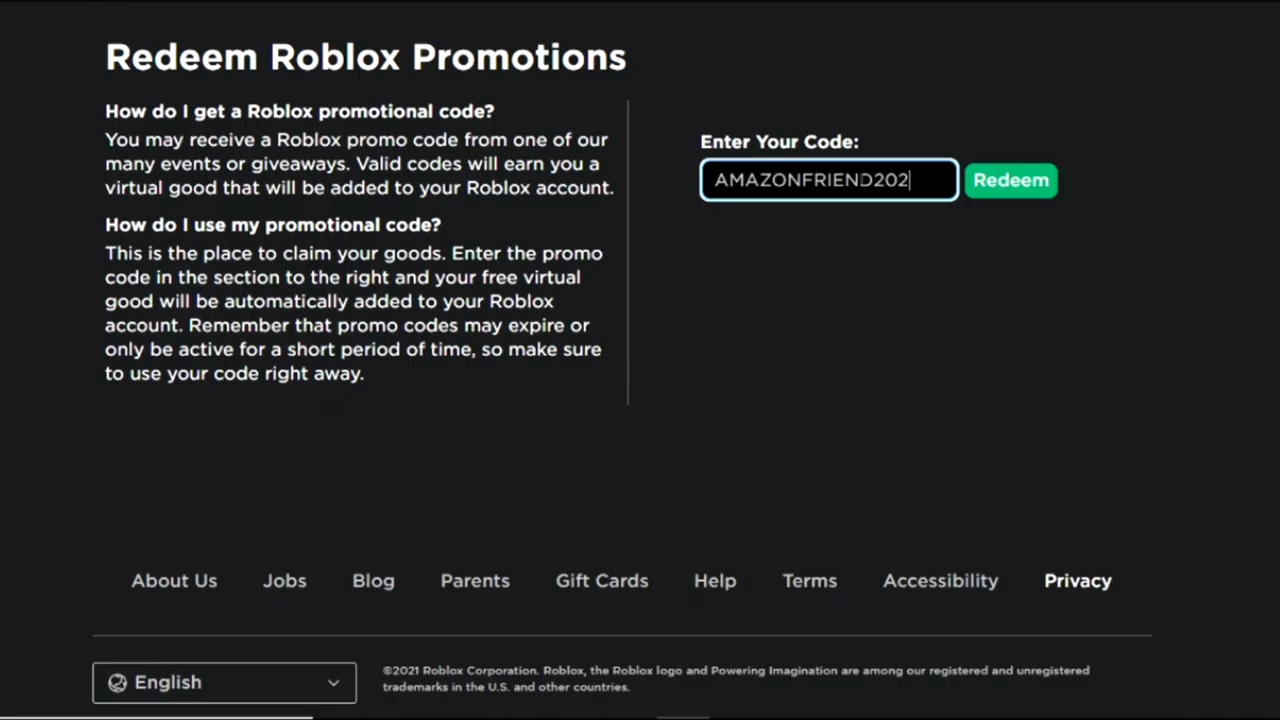 Redeem Roblox Promotions
How do I get a Roblox promotional code?
You may receive a Roblox promo code from one of our
many events or giveaways. Valid codes will earn you a
virtual good that will be added to your Roblox account.
How do I use my promotional code?
This is the place to claim your goods. Enter the promo
code in the section to the right and your free virtual
good will be automatically added to your Roblox
account. Remember that promo codes may expire or
only be active for a short period of time, so make sure
to use your code right away.
Enter Your Code:
AMAZONFRIEND202
Redeem
About Us Jobs Blog Parents Gift Cards Help Terms Accessibility Privacy
English
©2021 Roblox Corporation. Roblox, the Roblox logo and Powering Imagination are among our registered and unregistered
trademarks in the U.S. and other countries.